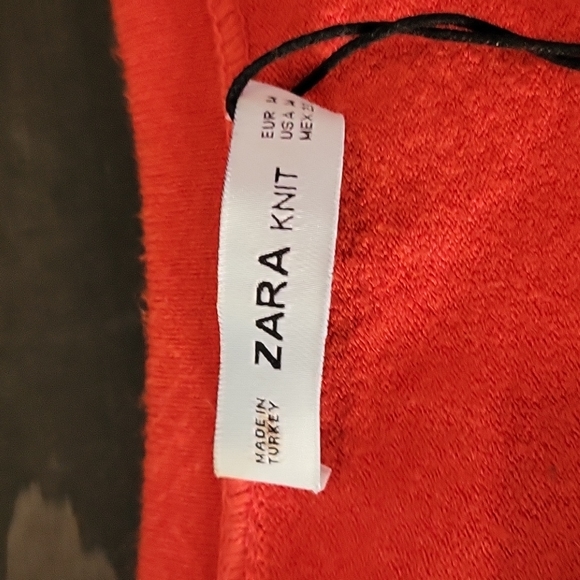 MADE IN
TURKEY
ZARA KNIT
EUR M
USA M
MEX